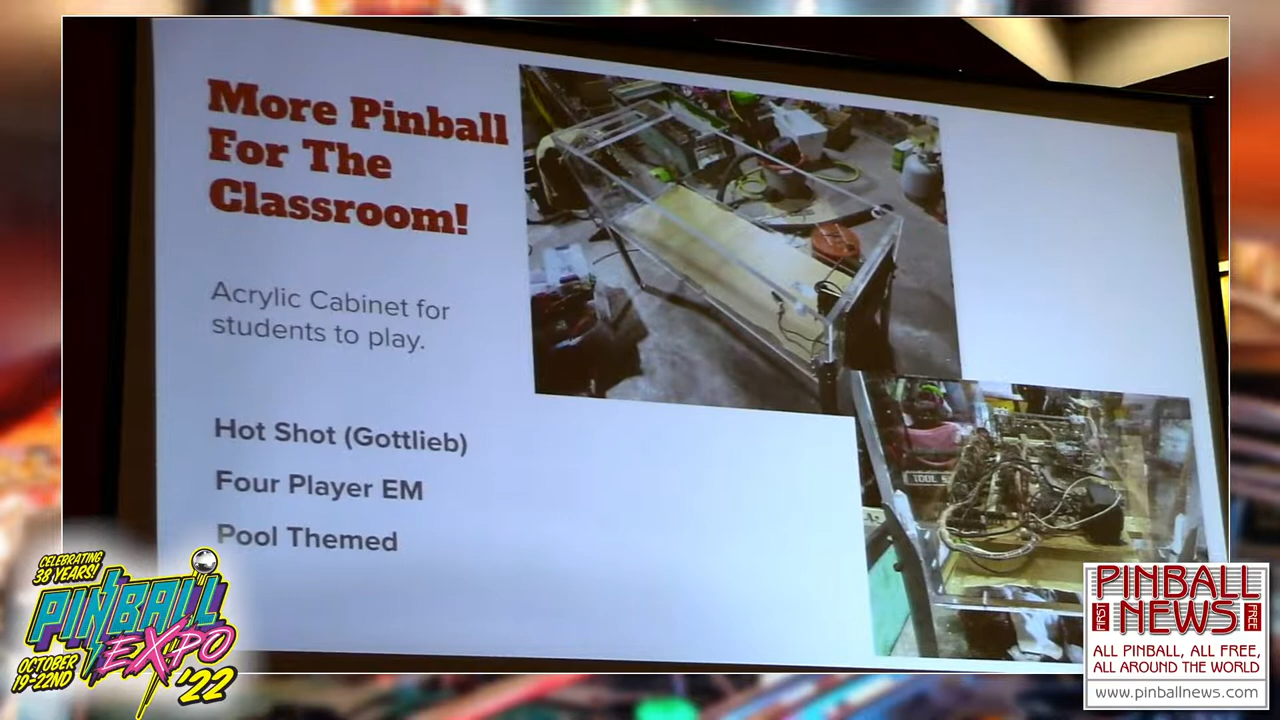 More Pinball
For The
Classroom!
Acrylic Cabinet for
students to play.
Hot Shot (Gottlieb)
Four Player EM
Pool Themed
CELEBRATING
38 YEARS!
PINBALL
EXPO
OCTOBER
19-22ND
'22
PINBALL
FIRST NEWS FREE
ALL PINBALL, ALL FREE,
ALL AROUND THE WORLD
www.pinballnews.com